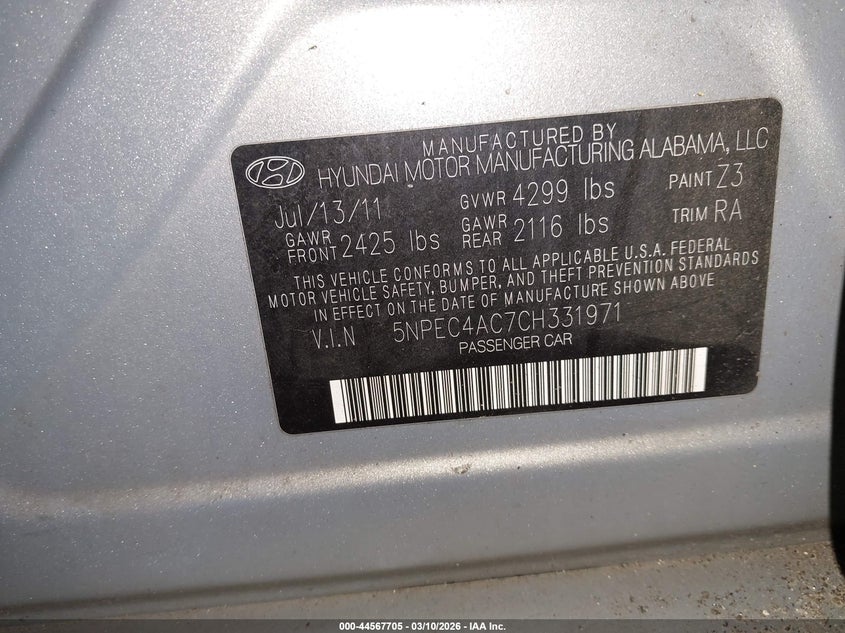 MANUFACTURED BY
HYUNDAI MOTOR MANUFACTURING ALABAMA, LLC
Jul/13/11 GVWR 4299 lbs PAINT Z3
GAWR FRONT 2425 lbs GAWR REAR 2116 lbs TRIM RA
THIS VEHICLE CONFORMS TO ALL APPLICABLE U.S.A. FEDERAL
MOTOR VEHICLE SAFETY, BUMPER, AND THEFT PREVENTION STANDARDS
IN EFFECT ON THE DATE OF MANUFACTURE SHOWN ABOVE
V.I.N 5NPEC4AC7CH331971
PASSENGER CAR
000-44567705 — 03/10/2026 — IAA Inc.